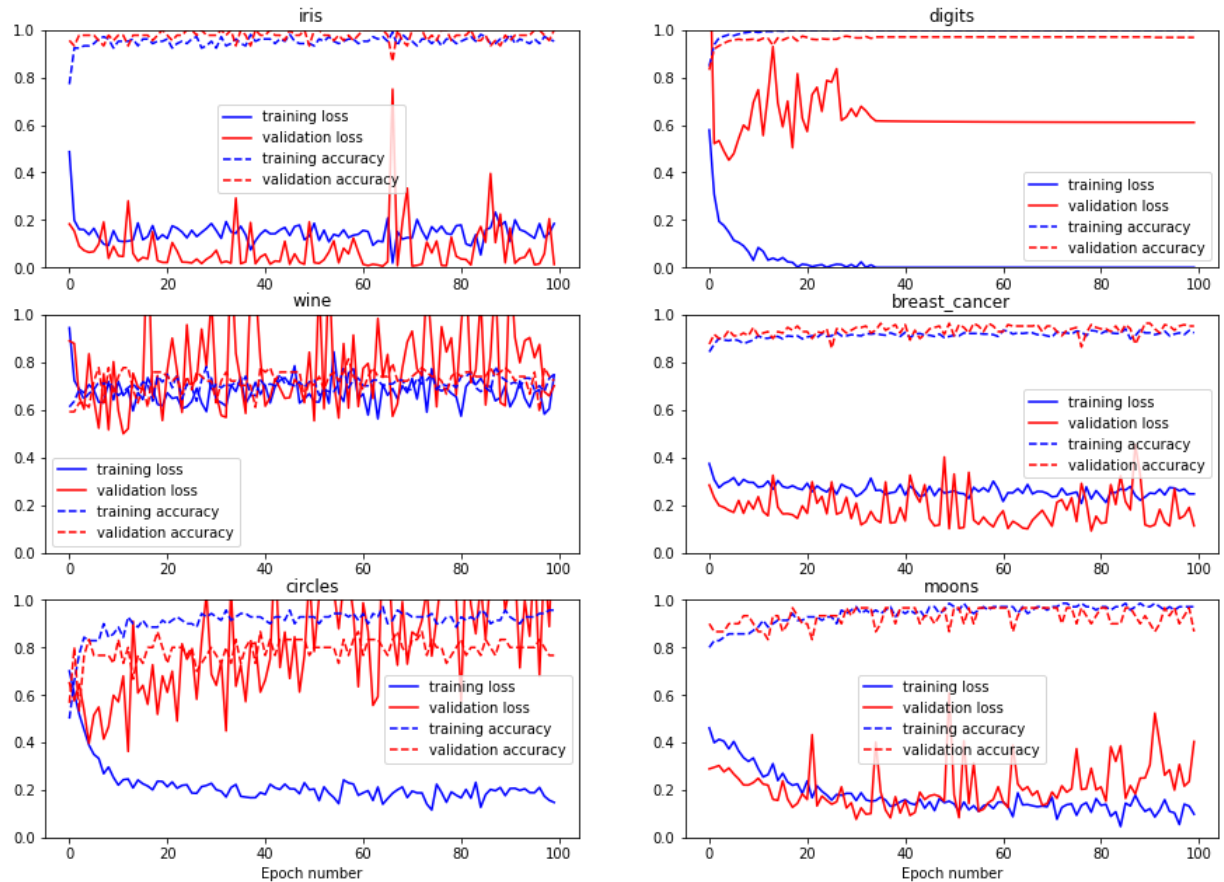 iris
1.0
0.8
0.6
0.4
0.2
0.0
training loss
validation loss
training accuracy
validation accuracy
0 20 40 60 80 100
digits
1.0
0.8
0.6
0.4
0.2
0.0
training loss
validation loss
training accuracy
validation accuracy
0 20 40 60 80 100
wine
1.0
0.8
0.6
0.4
0.2
0.0
training loss
validation loss
training accuracy
validation accuracy
0 20 40 60 80 100
breast_cancer
1.0
0.8
0.6
0.4
0.2
0.0
training loss
validation loss
training accuracy
validation accuracy
0 20 40 60 80 100
circles
1.0
0.8
0.6
0.4
0.2
0.0
training loss
validation loss
training accuracy
validation accuracy
0 20 40 60 80 100
Epoch number
moons
1.0
0.8
0.6
0.4
0.2
0.0
training loss
validation loss
training accuracy
validation accuracy
0 20 40 60 80 100
Epoch number